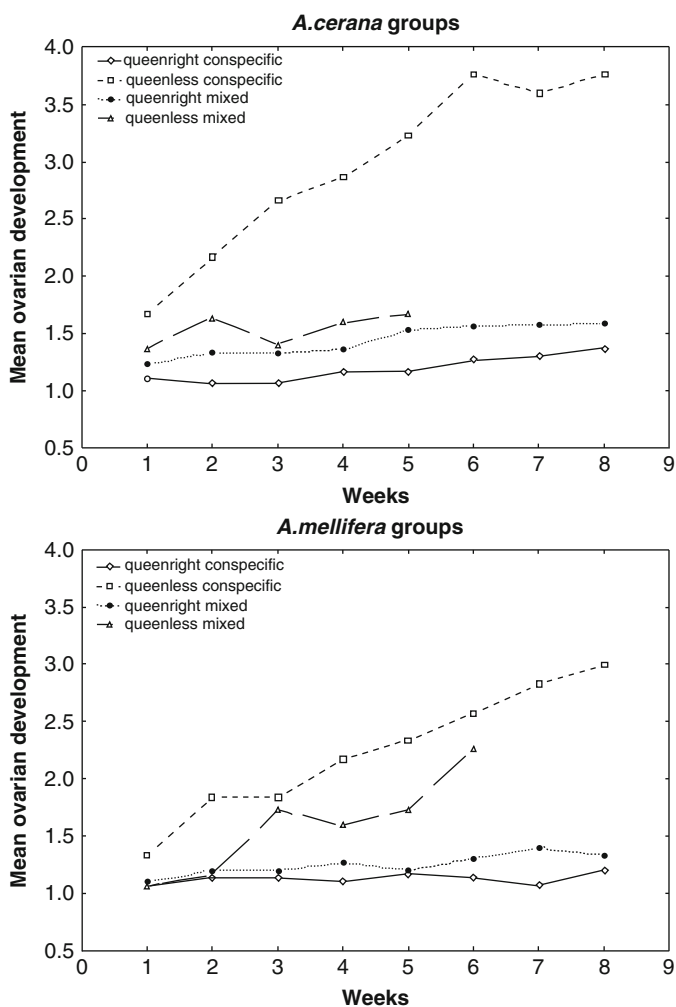 A.cerana groups
4.0
queenright conspecific
queenless conspecific
queenright mixed
queenless mixed
3.5
3.0
2.5
2.0
1.5
1.0
0.5
Mean ovarian development
0 1 2 3 4 5 6 7 8 9
Weeks
A.mellifera groups
4.0
queenright conspecific
queenless conspecific
queenright mixed
queenless mixed
3.5
3.0
2.5
2.0
1.5
1.0
0.5
Mean ovarian development
0 1 2 3 4 5 6 7 8 9
Weeks